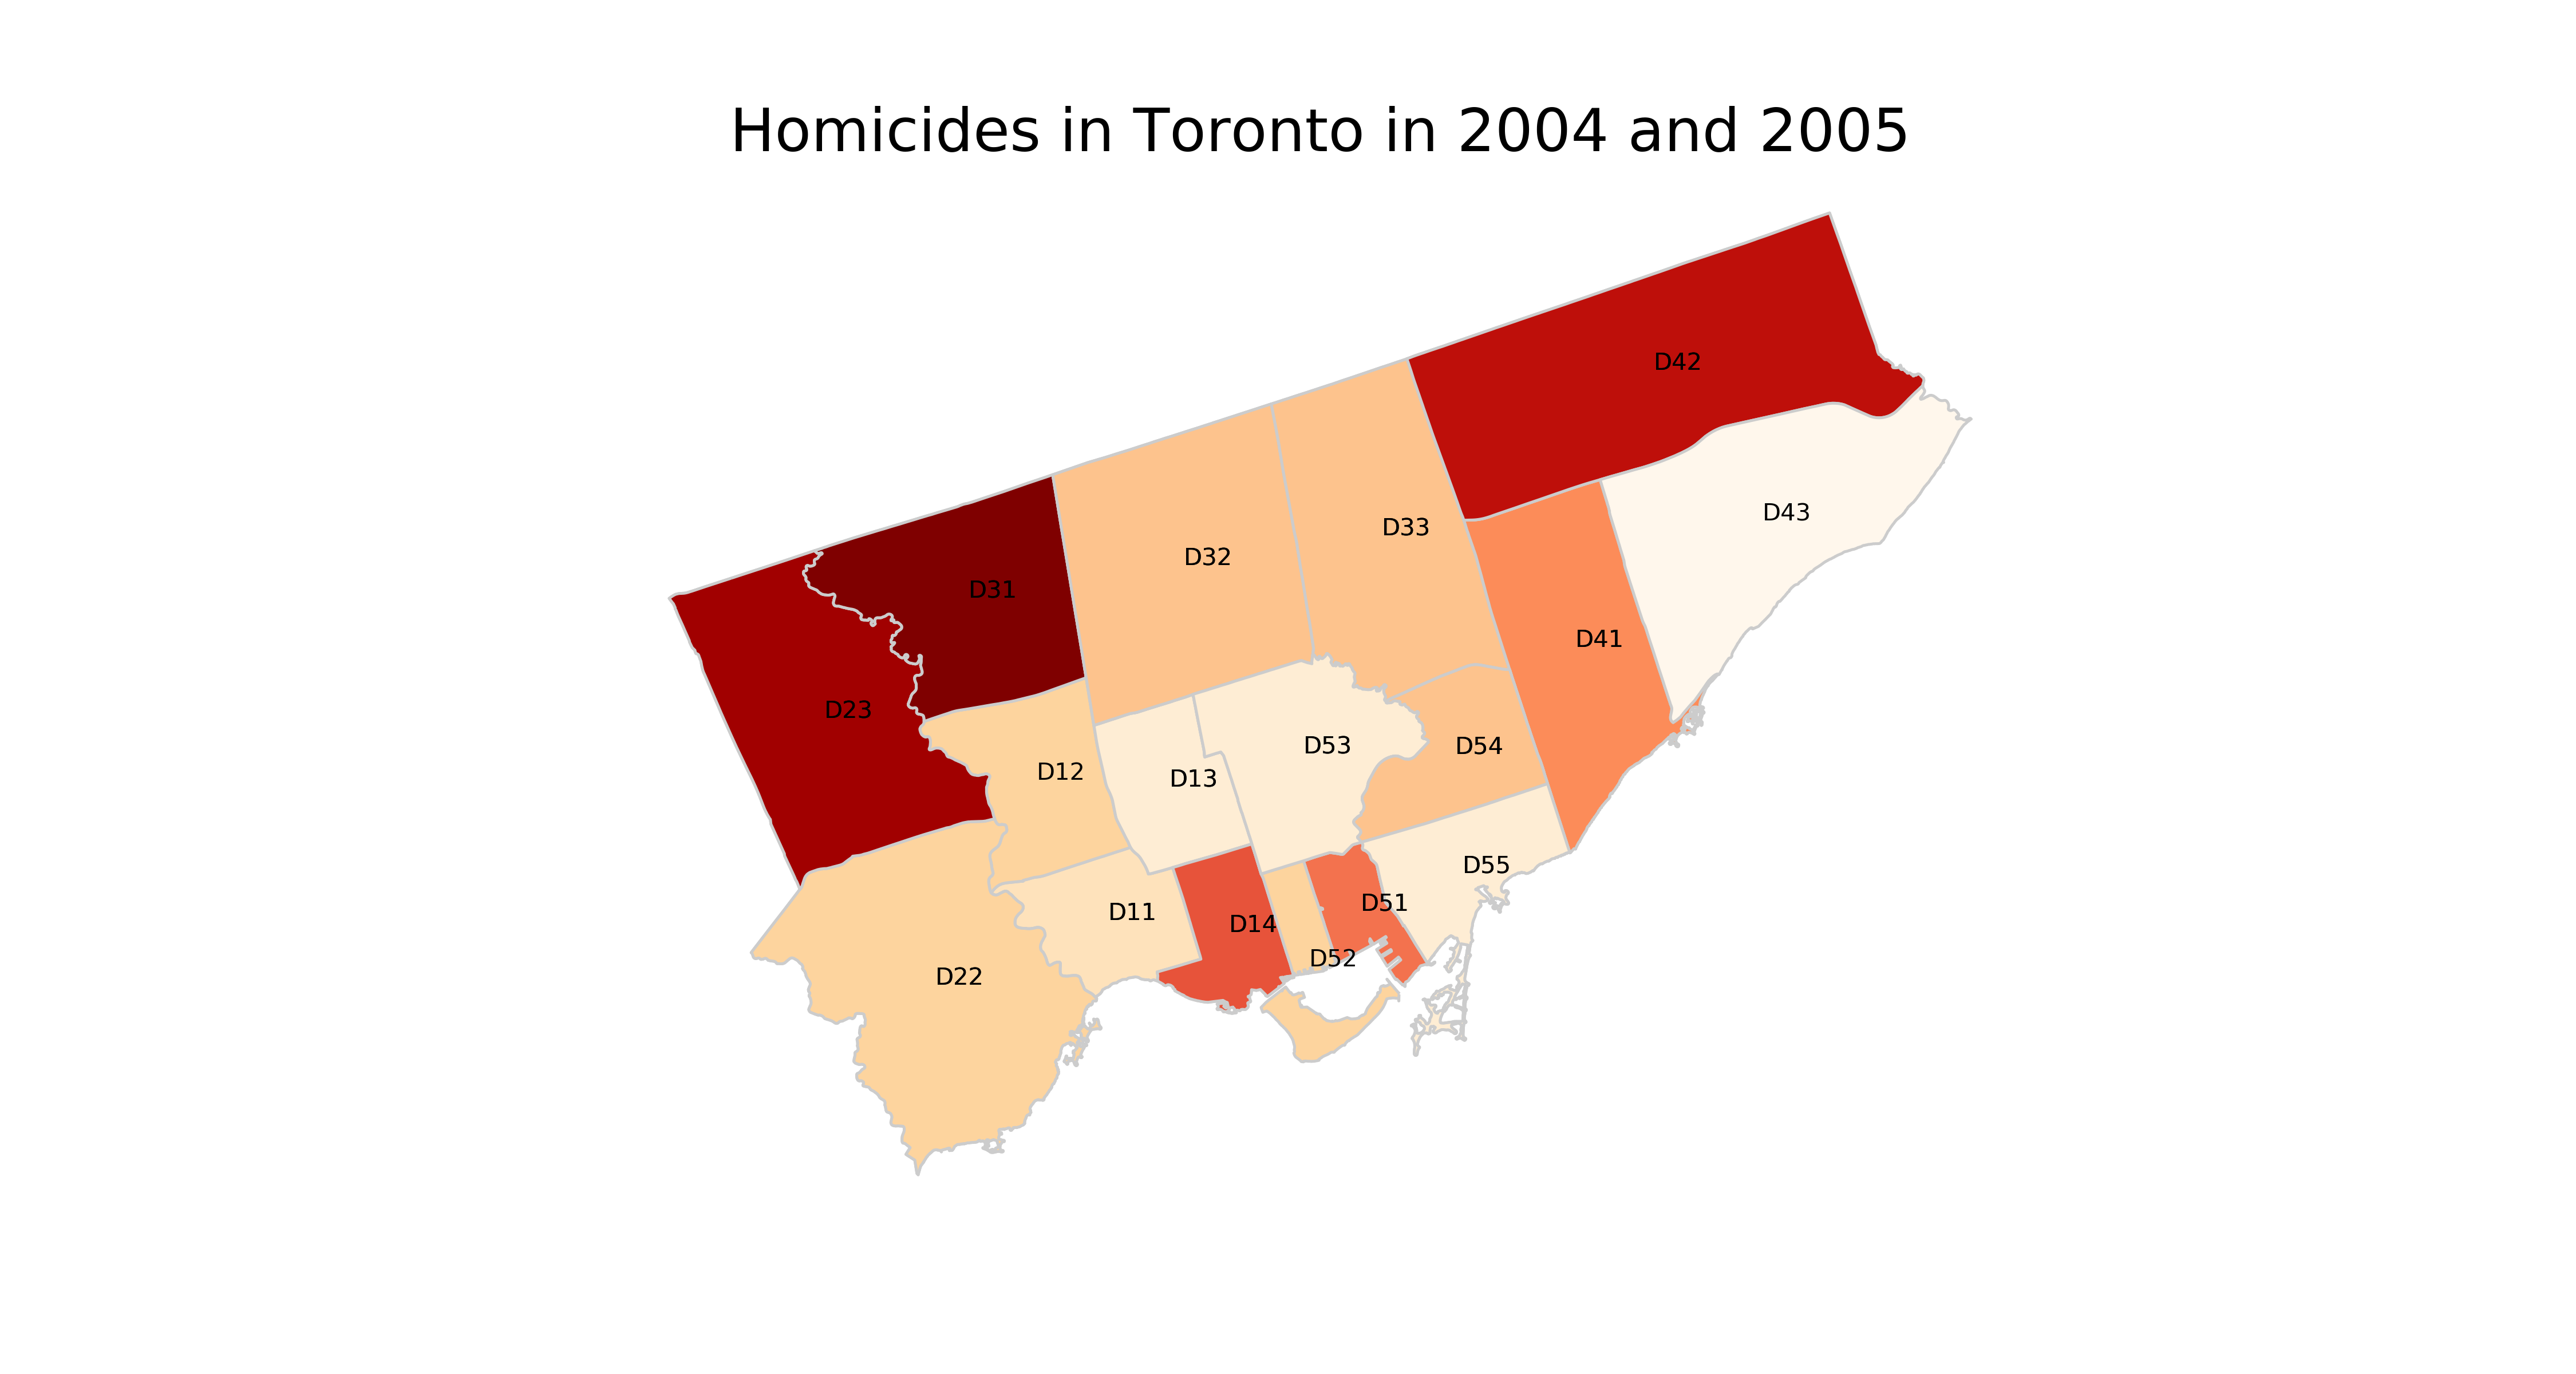 Homicides in Toronto in 2004 and 2005
D42
D43
D33
D32
D31
D41
D23
D53
D54
D12
D13
D55
D51
D11
D14
D52
D22